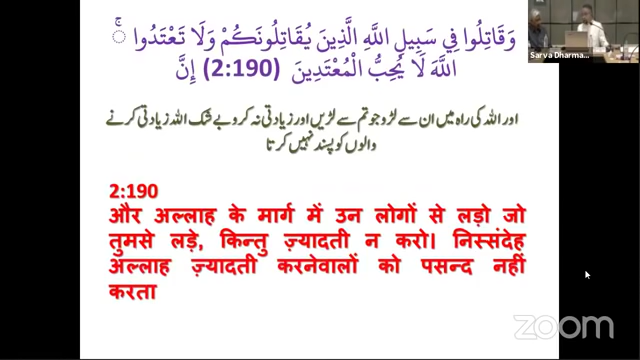 وَقَاتِلُوا فِي سَبِيلِ اللَّهِ الَّذِينَ يُقَاتِلُونَكُمْ وَلَا تَعْتَدُوا ۚ
اللَّهَ لَا يُحِبُّ الْمُعْتَدِينَ (2:190) إِنَّ
اور اللہ کی راہ میں ان سے لڑو جو تم سے لڑیں اور زیادتی نہ کرو بے شک اللہ زیادتی کرنے
والوں کو پسند نہیں کرتا
2:190
और अल्लाह के मार्ग में उन लोगों से लड़ो जो
तुमसे लड़े, किन्तु ज़्यादती न करो। निस्संदेह
अल्लाह ज़्यादती करनेवालों को पसन्द नहीं
करता
Sarva Dharma...
zoom